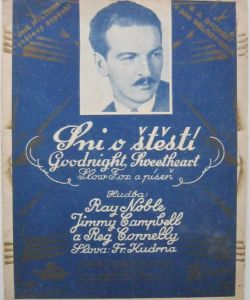 Sni o štěstí
Goodnight, Sweetheart
Slow-Fox a píseň
Hudba:
Ray Noble
Jimmy Campbell
a Reg Connelly
Slova: Fr. Kudrna